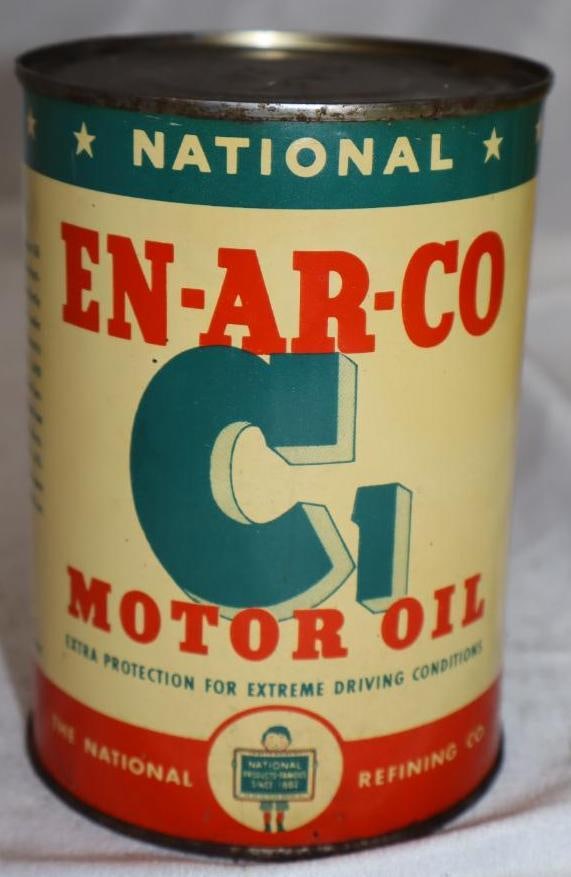 NATIONAL
EN-AR-CO
C1
MOTOR OIL
EXTRA PROTECTION FOR EXTREME DRIVING CONDITIONS
THE NATIONAL REFINING CO.
NATIONAL
PRODUCTS-FAMOUS
SINCE 1882